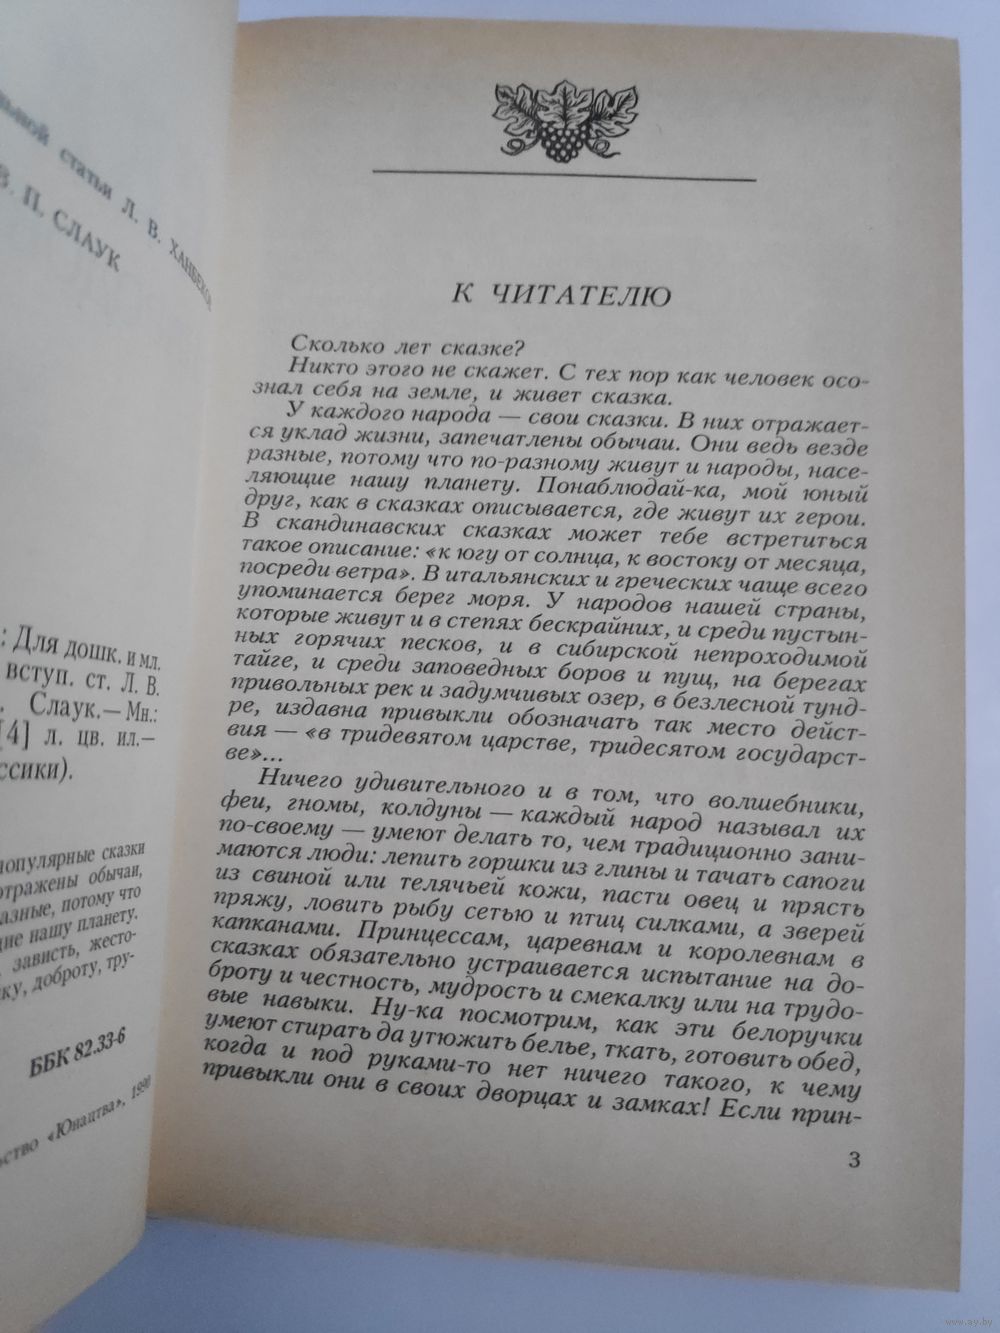 льной статьи Л. В. ХАНБЕКОВ
В. П. СЛАУК
: Для дошк. и мл.
вступ. ст. Л. В.
Слаук.— Мн.:
[4] л. цв. ил.—
ссики).
популярные сказки
отражены обычаи,
азные, потому что
щие нашу планету.
, зависть, жесто-
ку, доброту, тру-
ББК 82.33-6
ьство «Юнацтва», 1990
К ЧИТАТЕЛЮ
Сколько лет сказке?
Никто этого не скажет. С тех пор как человек осо-
знал себя на земле, и живет сказка.
У каждого народа — свои сказки. В них отражает-
ся уклад жизни, запечатлены обычаи. Они ведь везде
разные, потому что по-разному живут и народы, насе-
ляющие нашу планету. Понаблюдай-ка, мой юный
друг, как в сказках описывается, где живут их герои.
В скандинавских сказках может тебе встретиться
такое описание: «к югу от солнца, к востоку от месяца,
посреди ветра». В итальянских и греческих чаще всего
упоминается берег моря. У народов нашей страны,
которые живут и в степях бескрайних, и среди пустын-
ных горячих песков, и в сибирской непроходимой
тайге, и среди заповедных боров и пущ, на берегах
привольных рек и задумчивых озер, в безлесной тунд-
ре, издавна привыкли обозначать так место дейст-
вия — «в тридевятом царстве, тридесятом государст-
ве»...
Ничего удивительного и в том, что волшебники,
феи, гномы, колдуны — каждый народ называл их
по-своему — умеют делать то, чем традиционно зани-
маются люди: лепить горшки из глины и тачать сапоги
из свиной или телячьей кожи, пасти овец и прясть
пряжу, ловить рыбу сетью и птиц силками, а зверей
капканами. Принцессам, царевнам и королевнам в
сказках обязательно устраивается испытание на до-
броту и честность, мудрость и смекалку или на трудо-
вые навыки. Ну-ка посмотрим, как эти белоручки
умеют стирать да утюжить белье, ткать, готовить обед,
когда и под руками-то нет ничего такого, к чему
привыкли они в своих дворцах и замках! Если прин-
3
www.ay.by